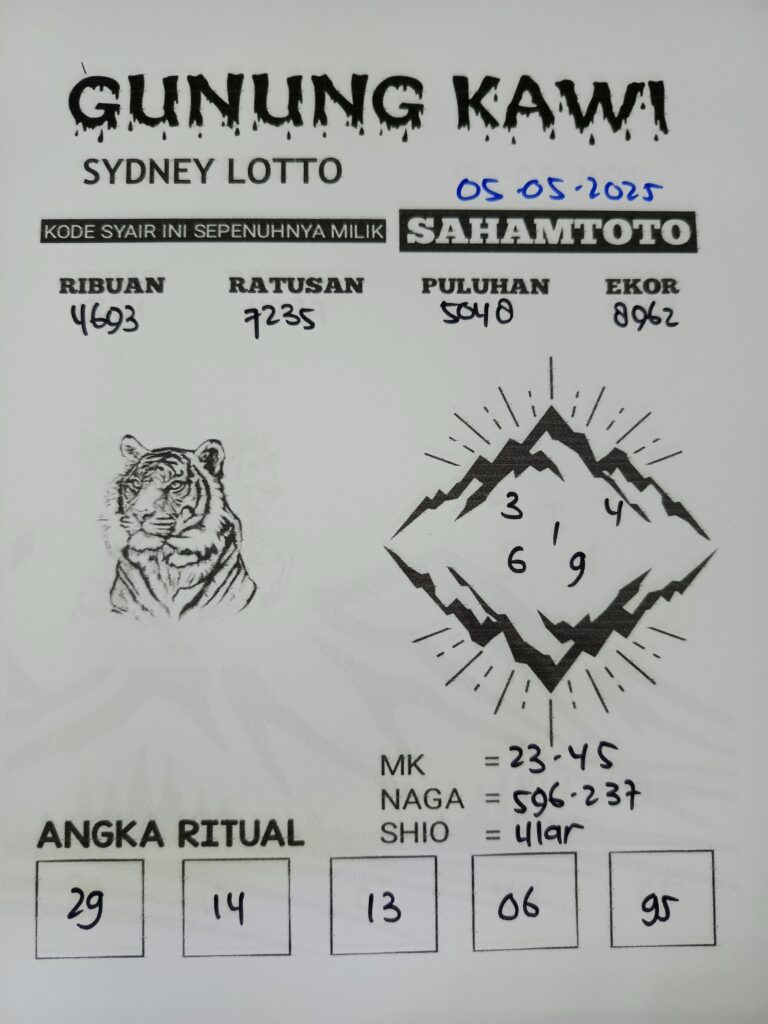 GUNUNG KAWI
SYDNEY LOTTO
05-05-2025
KODE SYAIR INI SEPENUHNYA MILIK SAHAMTOTO
RIBUAN RATUSAN PULUHAN EKOR
4693 7235 5048 8962
3 4
1
6 9
MK = 23-45
NAGA = 596-237
SHIO = ular
ANGKA RITUAL
29 14 13 06 95